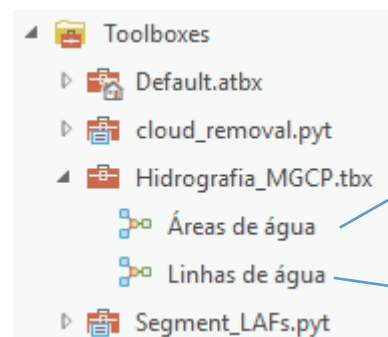 Toolboxes
Default.atbx
cloud_removal.pyt
Hidrografia_MGCP.tbx
Áreas de água
Linhas de água
Segment_LAFs.pyt